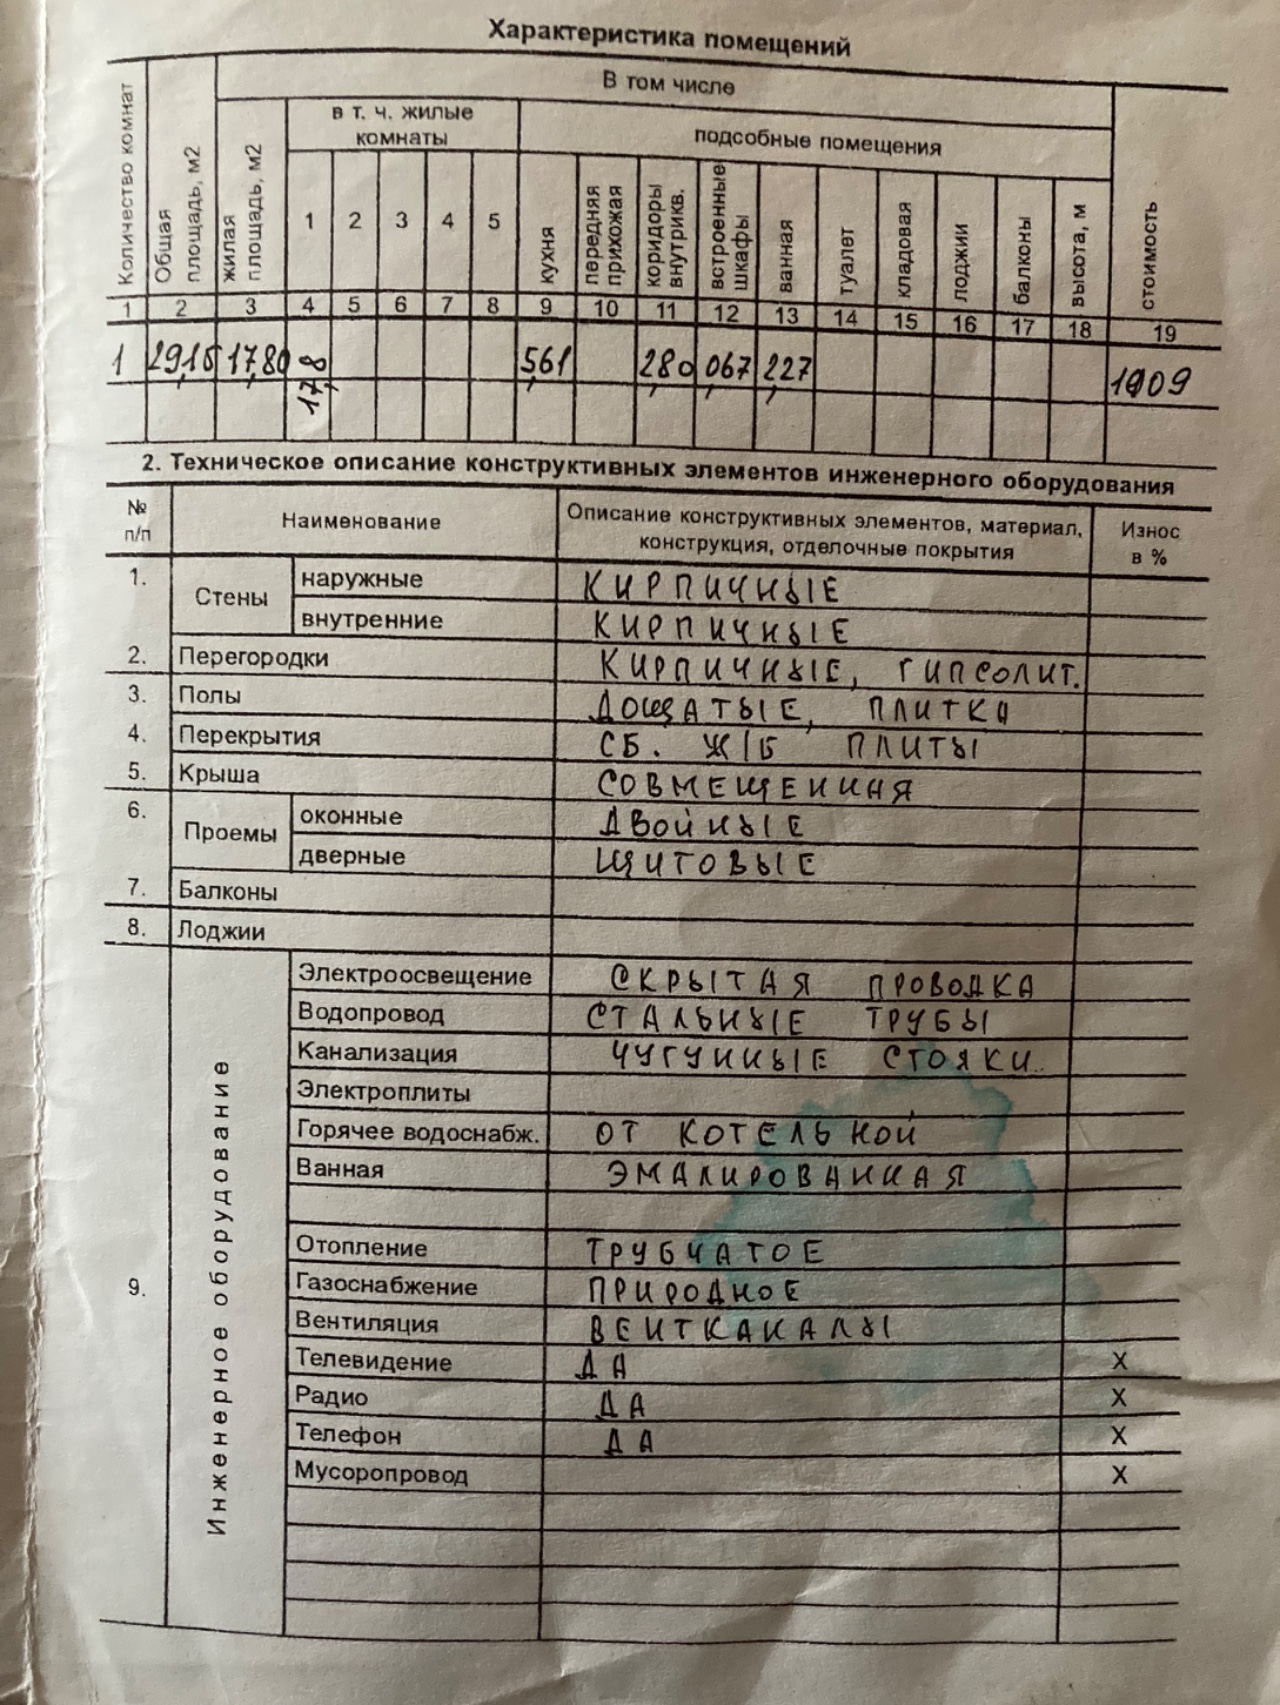 Характеристика помещений
Количество комнат
Общая площадь, м2
В том числе
жилая площадь, м2
в т. ч. жилые
комнаты
1 2 3 4 5
подсобные помещения
кухня
передняя прихожая
коридоры внутрикв.
встроенные шкафы
ванная
туалет
кладовая
лоджии
балконы
высота, м
стоимость
1 2 3 4 5 6 7 8 9 10 11 12 13 14 15 16 17 18 19
1 29,15 17,80 17,8 5,61 2,80 0,67 2,27
2. Техническое описание конструктивных элементов инженерного оборудования
№ п/п Наименование Описание конструктивных элементов, материал, конструкция, отделочные покрытия Износ в %
1. Стены наружные КИРПИЧНЫЕ
внутренние КИРПИЧНЫЕ
2. Перегородки КИРПИЧНЫЕ, ГИПСОЛИТ.
3. Полы ДОЩАТЫЕ, ПЛИТКА
4. Перекрытия СБ. Ж/Б ПЛИТЫ
5. Крыша СОВМЕЩЕННАЯ
6. Проемы оконные ДВОЙНЫЕ
дверные ЩИТОВЫЕ
7. Балконы
8. Лоджии
9. Инженерное оборудование
Электроосвещение СКРЫТАЯ ПРОВОДКА
Водопровод СТАЛЬНЫЕ ТРУБЫ
Канализация ЧУГУННЫЕ СТОЯКИ
Электроплиты
Горячее водоснабж. ОТ КОТЕЛЬНОЙ
Ванная ЭМАЛИРОВАННАЯ
Отопление ТРУБЧАТОЕ
Газоснабжение ПРИРОДНОЕ
Вентиляция ВЕНТКАНАЛЫ
Телевидение ДА X
Радио ДА X
Телефон ДА X
Мусоропровод X